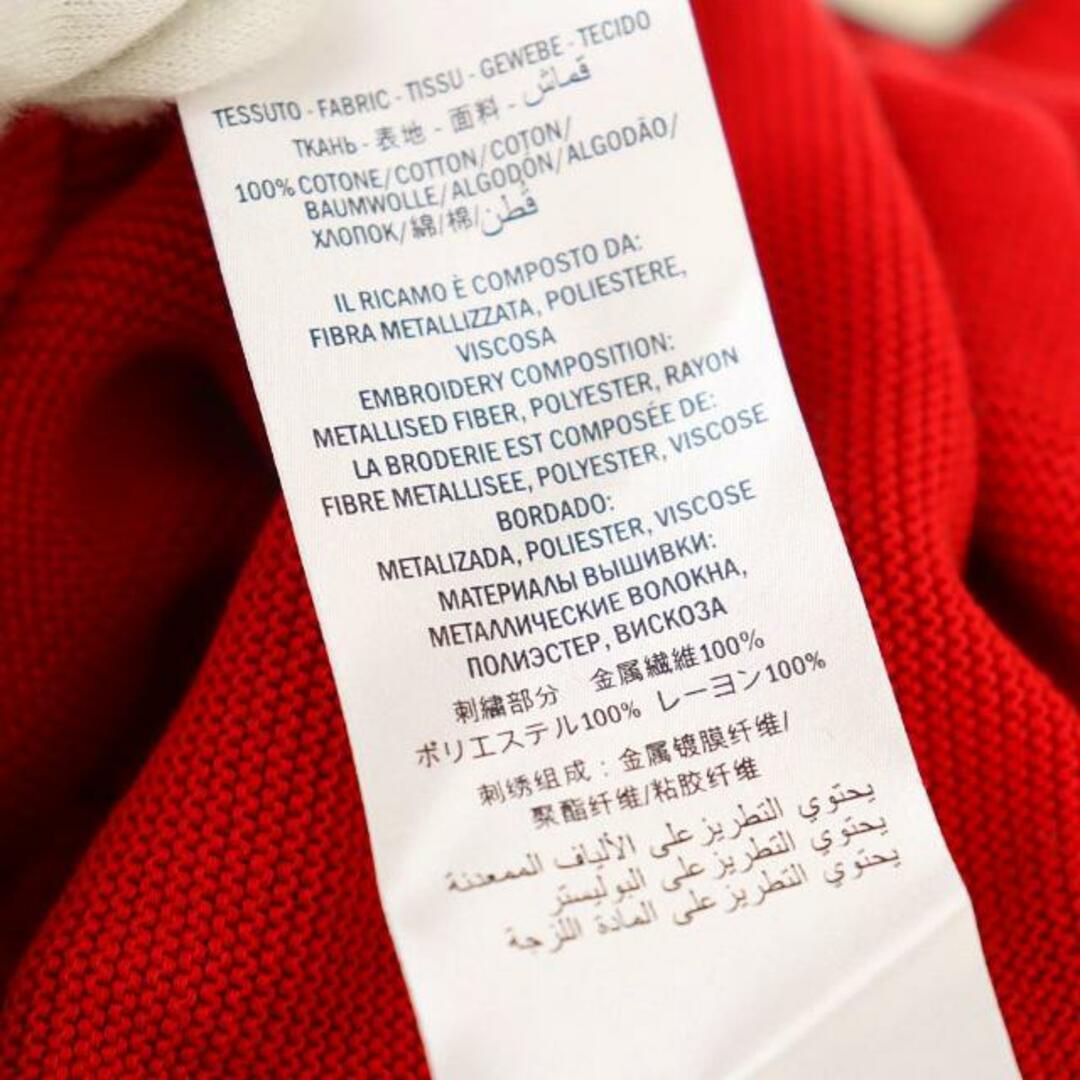 TESSUTO - FABRIC - TISSU - GEWEBE - TECIDO
ТКАНЬ - 表地 - 面料 - قماش
100% COTONE/COTTON/COTON/
BAUMWOLLE/ALGODÓN/ALGODÃO/
ХЛОПОК/綿/棉/قُطن
IL RICAMO È COMPOSTO DA:
FIBRA METALLIZZATA, POLIESTERE,
VISCOSA
EMBROIDERY COMPOSITION:
METALLISED FIBER, POLYESTER, RAYON
LA BRODERIE EST COMPOSÉE DE:
FIBRE METALLISEE, POLYESTER, VISCOSE
BORDADO:
METALIZADA, POLIESTER, VISCOSE
МАТЕРИАЛЫ ВЫШИВКИ:
МЕТАЛЛИЧЕСКИЕ ВОЛОКНА,
ПОЛИЭСТЕР, ВИСКОЗА
刺繍部分 金属繊維100%
ポリエステル100% レーヨン100%
刺绣组成：金属镀膜纤维/
聚酯纤维/粘胶纤维
يحتوي التطريز على الألياف الممعدننة
يحتوي التطريز على البوليستر
يحتوي التطريز على المادة اللزجة